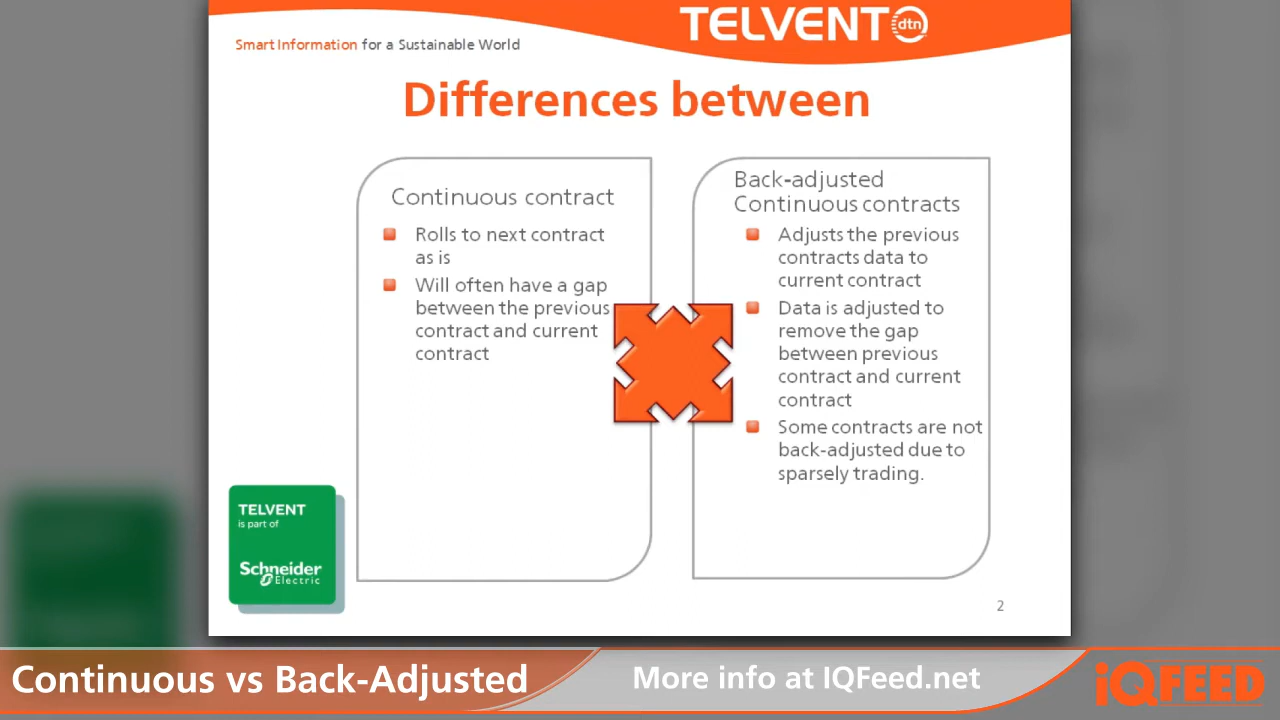 TELVENT dtn
Smart Information for a Sustainable World
Differences between
Continuous contract
Rolls to next contract
as is
Will often have a gap
between the previous
contract and current
contract
Back-adjusted
Continuous contracts
Adjusts the previous
contracts data to
current contract
Data is adjusted to
remove the gap
between previous
contract and current
contract
Some contracts are not
back-adjusted due to
sparsely trading.
TELVENT
is part of
Schneider
Electric
2
Continuous vs Back-Adjusted
More info at IQFeed.net
iQFEED